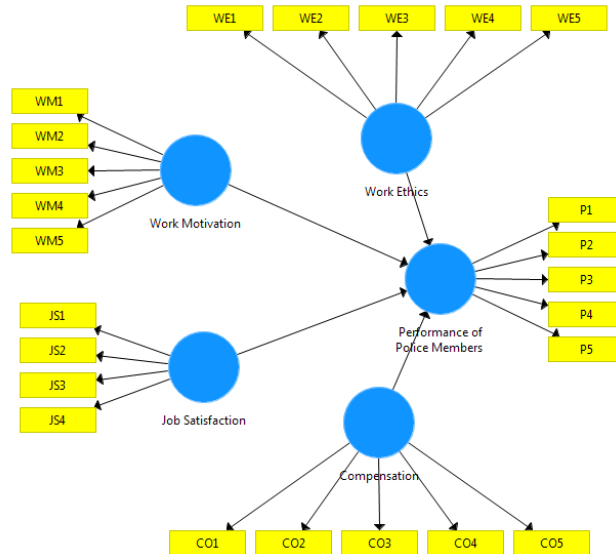 WE1
WE2
WE3
WE4
WE5
Work Ethics
WM1
WM2
WM3
WM4
WM5
Work Motivation
P1
P2
P3
P4
P5
Performance of
Police Members
JS1
JS2
JS3
JS4
Job Satisfaction
Compensation
CO1
CO2
CO3
CO4
CO5